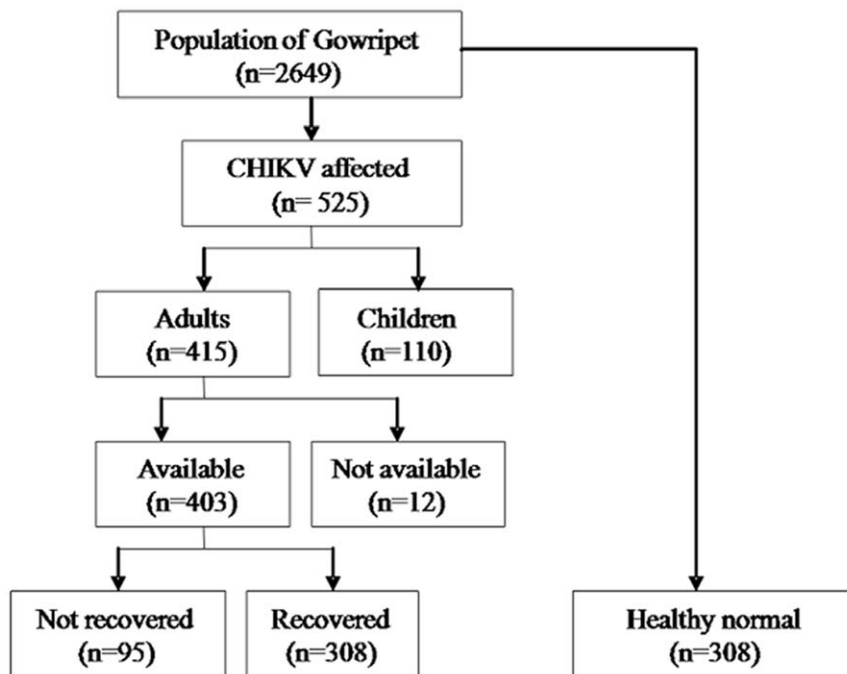 Population of Gowripet
(n=2649)
CHIKV affected
(n= 525)
Adults
(n=415)
Children
(n=110)
Available
(n=403)
Not available
(n=12)
Not recovered
(n=95)
Recovered
(n=308)
Healthy normal
(n=308)